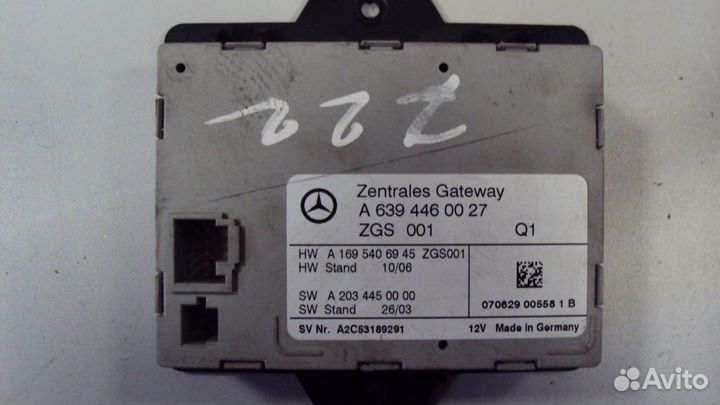 222
Zentrales Gateway
A 639 446 00 27
ZGS 001 Q1
HW A 169 540 69 45 ZGS001
HW Stand 10/06
SW A 203 445 00 00
SW Stand 26/03
070629 00558 1 B
SV Nr. A2C53189291 12V Made in Germany
Avito